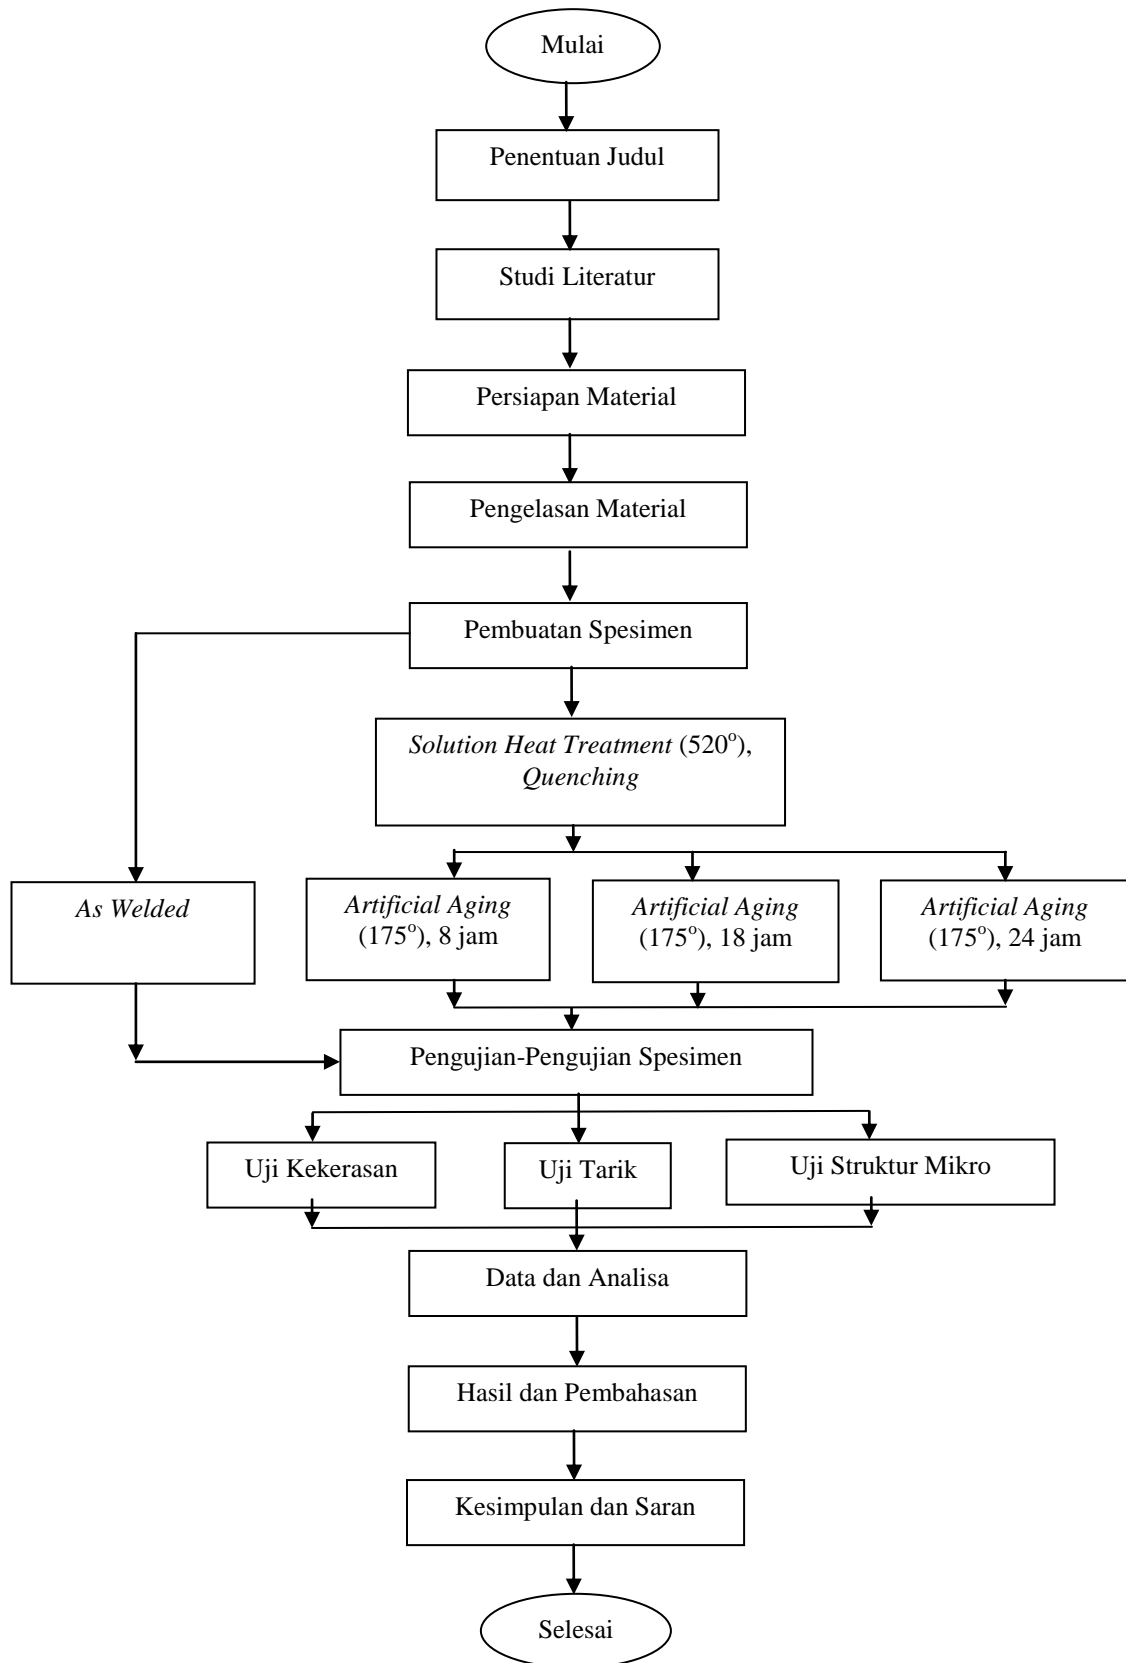 Mulai
Penentuan Judul
Studi Literatur
Persiapan Material
Pengelasan Material
Pembuatan Spesimen
Solution Heat Treatment (520°),
Quenching
As Welded
Artificial Aging
(175°), 8 jam
Artificial Aging
(175°), 18 jam
Artificial Aging
(175°), 24 jam
Pengujian-Pengujian Spesimen
Uji Kekerasan
Uji Tarik
Uji Struktur Mikro
Data dan Analisa
Hasil dan Pembahasan
Kesimpulan dan Saran
Selesai